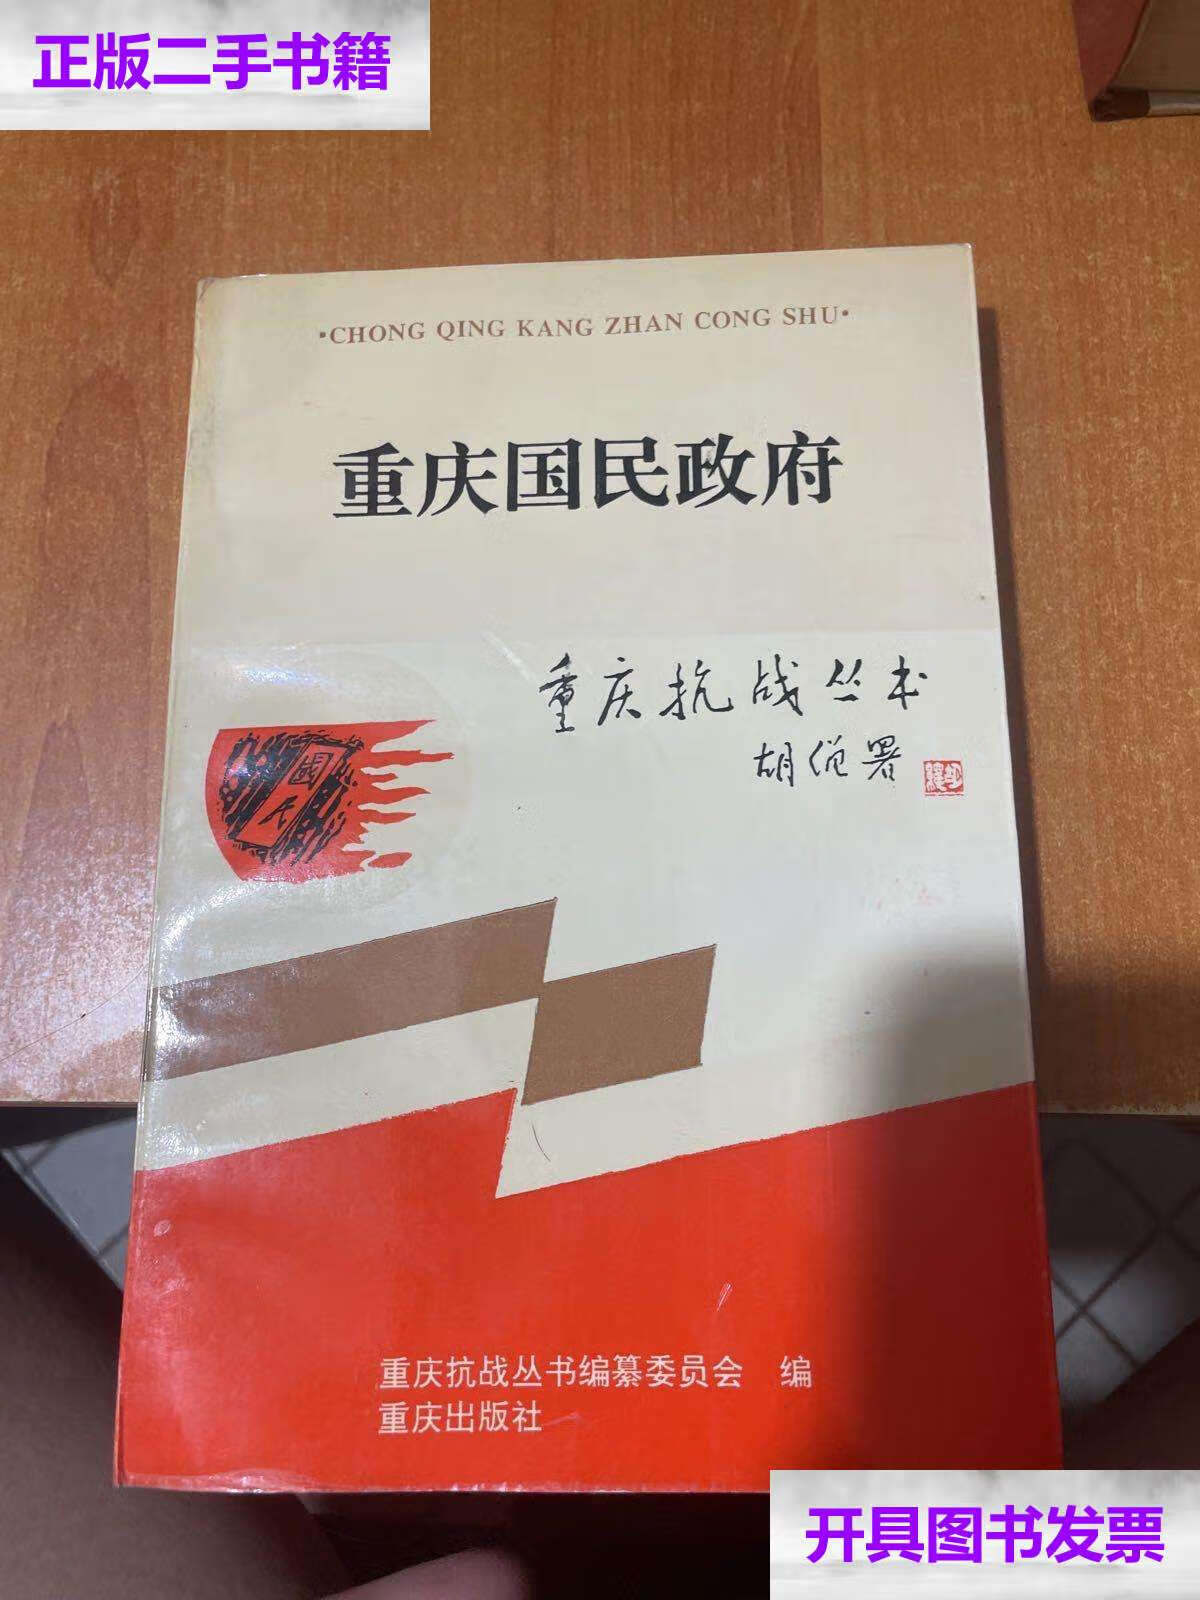 正版二手书籍
·CHONG QING KANG ZHAN CONG SHU·
重庆国民政府
重庆抗战丛书
胡绳署
國民
重庆抗战丛书编纂委员会 编
重庆出版社
开具图书发票